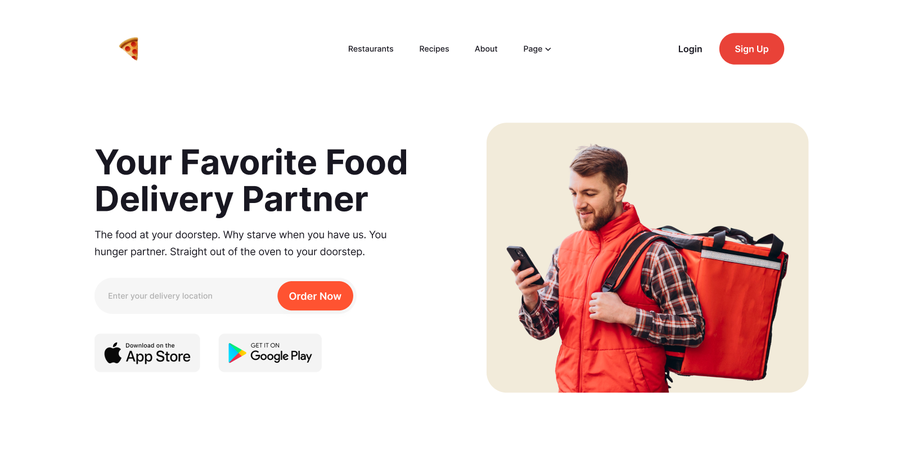 Restaurants
Recipes
About
Page
Login
Sign Up
Your Favorite Food
Delivery Partner
The food at your doorstep. Why starve when you have us. You
hunger partner. Straight out of the oven to your doorstep.
Enter your delivery location
Order Now
Download on the
App Store
GET IT ON
Google Play